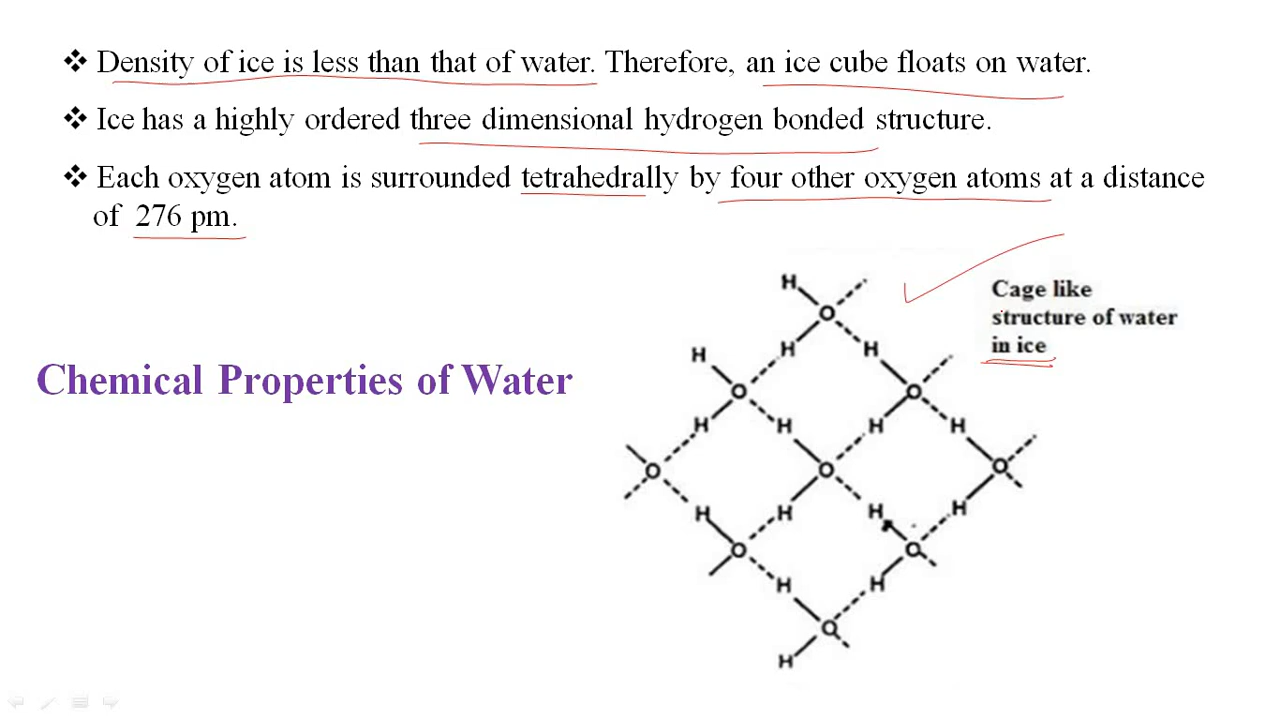 ❖ Density of ice is less than that of water. Therefore, an ice cube floats on water.
❖ Ice has a highly ordered three dimensional hydrogen bonded structure.
❖ Each oxygen atom is surrounded tetrahedrally by four other oxygen atoms at a distance
of 276 pm.
Cage like
structure of water
in ice
Chemical Properties of Water
H
O
H H
H
O O
H H H H
O O O
H H H H
O O
H H
O
H